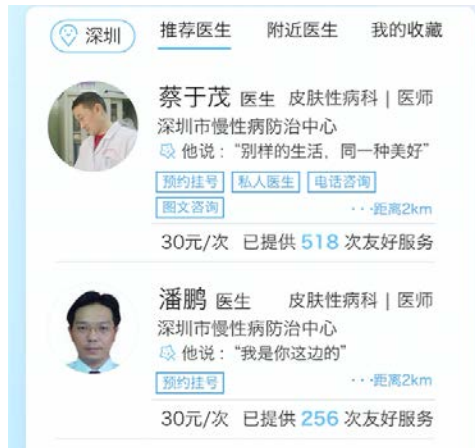 深圳 推荐医生 附近医生 我的收藏
蔡于茂 医生 皮肤性病科 | 医师
深圳市慢性病防治中心
他说：“别样的生活，同一种美好”
预约挂号 私人医生 电话咨询
图文咨询 ···距离2km
30元/次 已提供 518 次友好服务
潘鹏 医生 皮肤性病科 | 医师
深圳市慢性病防治中心
他说：“我是你这边的”
预约挂号 ···距离2km
30元/次 已提供 256 次友好服务